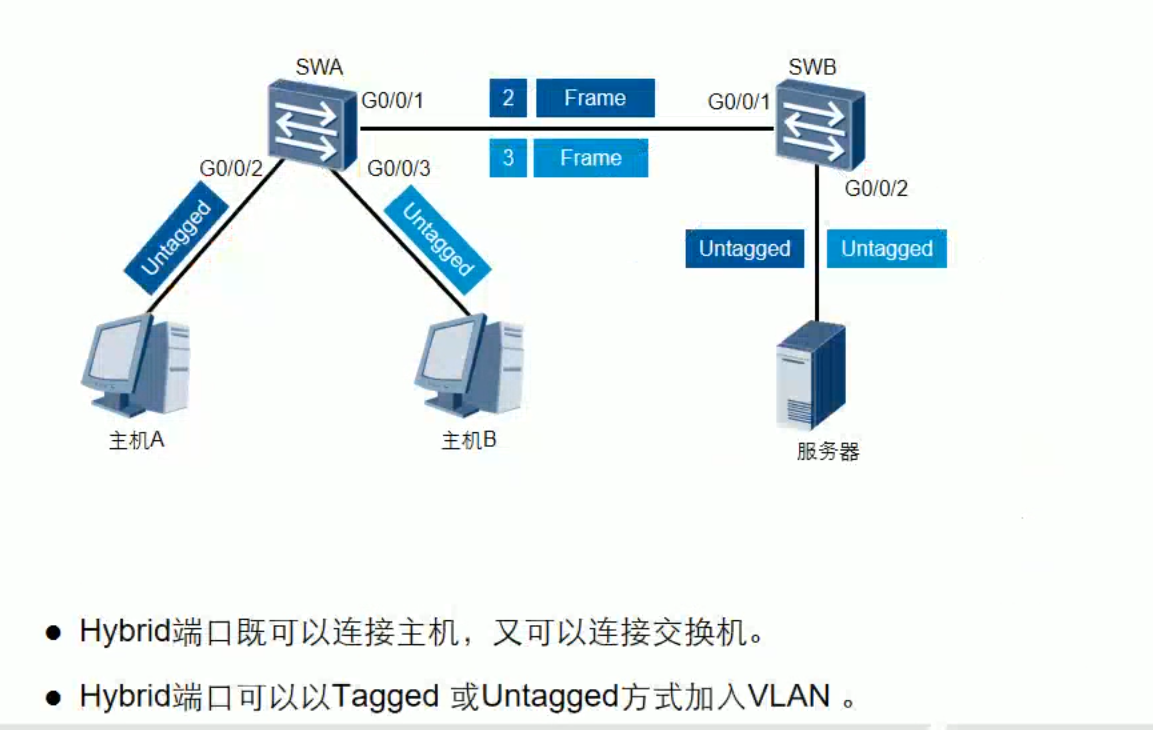 SWA
SWB
G0/0/1
2 Frame
G0/0/1
3 Frame
G0/0/2
G0/0/3
G0/0/2
Untagged
Untagged
Untagged
Untagged
主机A
主机B
服务器
● Hybrid端口既可以连接主机，又可以连接交换机。
● Hybrid端口可以以Tagged 或Untagged方式加入VLAN 。